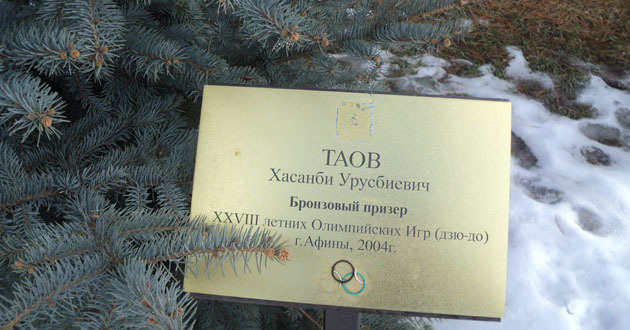 ТАОВ
Хасанби Урусбиевич
Бронзовый призер
XXVIII летних Олимпийских Игр (дзю-до)
г.Афины, 2004г.